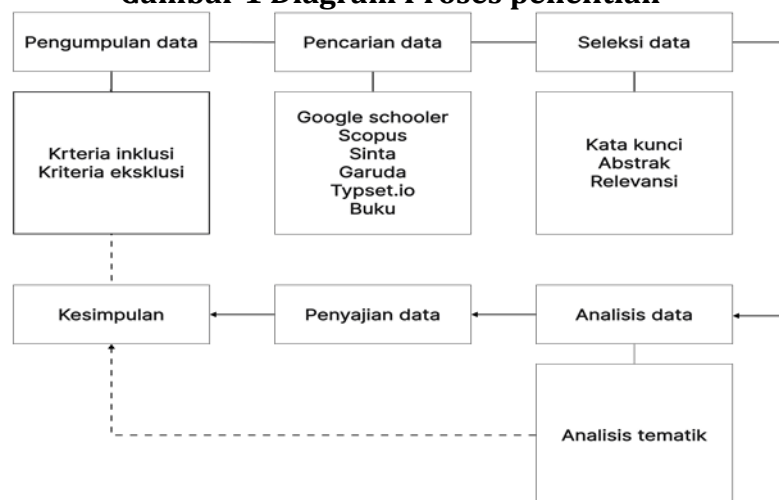 Gambar 1 Diagram Proses penelitian
Pengumpulan data
Pencarian data
Seleksi data
Krteria inklusi
Kriteria eksklusi
Google schooler
Scopus
Sinta
Garuda
Typset.io
Buku
Kata kunci
Abstrak
Relevansi
Kesimpulan
Penyajian data
Analisis data
Analisis tematik